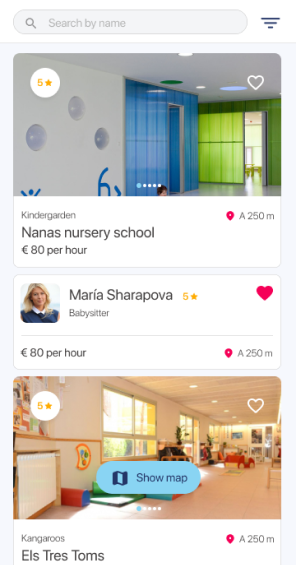 Search by name
5
Kindergarden
A 250 m
Nanas nursery school
€ 80 per hour
María Sharapova 5
Babysitter
€ 80 per hour
A 250 m
5
Show map
Kangaroos
A 250 m
Els Tres Toms